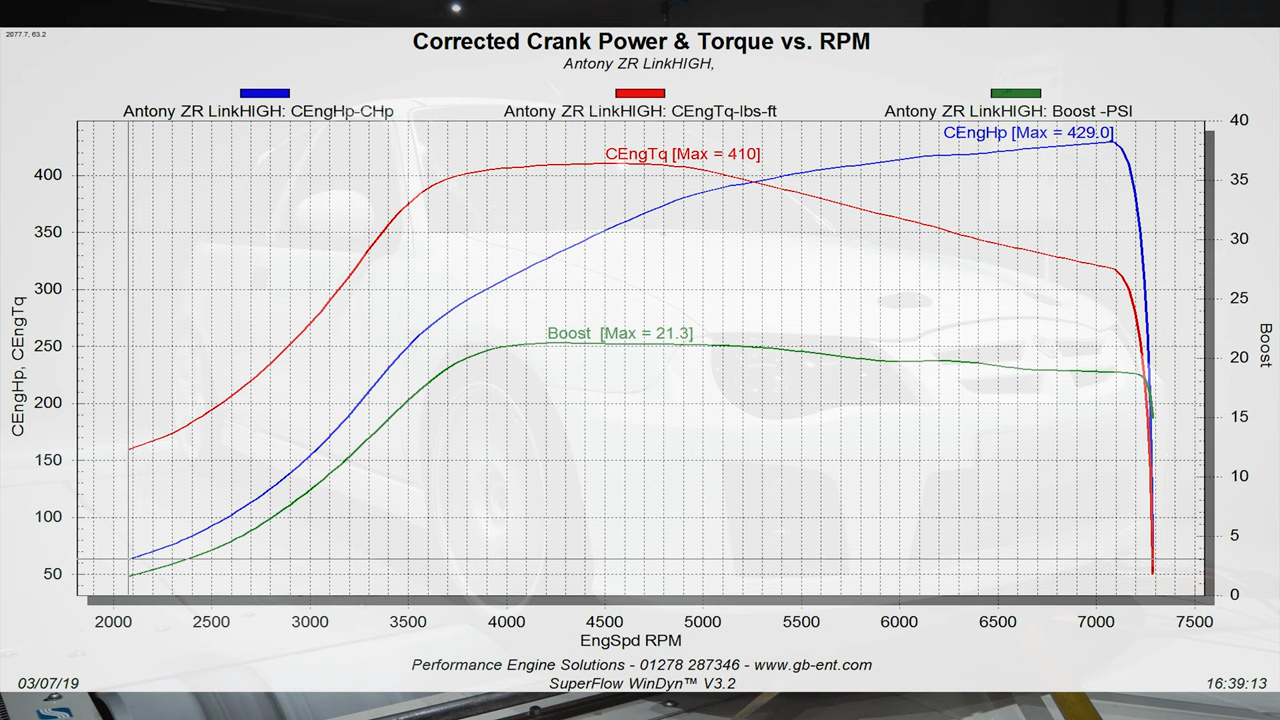 2077.7, 63.2
Corrected Crank Power & Torque vs. RPM
Antony ZR LinkHIGH,
Antony ZR LinkHIGH: CEngHp-CHp
Antony ZR LinkHIGH: CEngTq-lbs-ft
Antony ZR LinkHIGH: Boost -PSI
CEngHp [Max = 429.0]
CEngTq [Max = 410]
Boost [Max = 21.3]
CEngHp, CEngTq
400
350
300
250
200
150
100
50
40
35
30
25
20
15
10
5
0
Boost
2000 2500 3000 3500 4000 4500 5000 5500 6000 6500 7000 7500
EngSpd RPM
Performance Engine Solutions - 01278 287346 - www.gb-ent.com
03/07/19 SuperFlow WinDyn™ V3.2 16:39:13